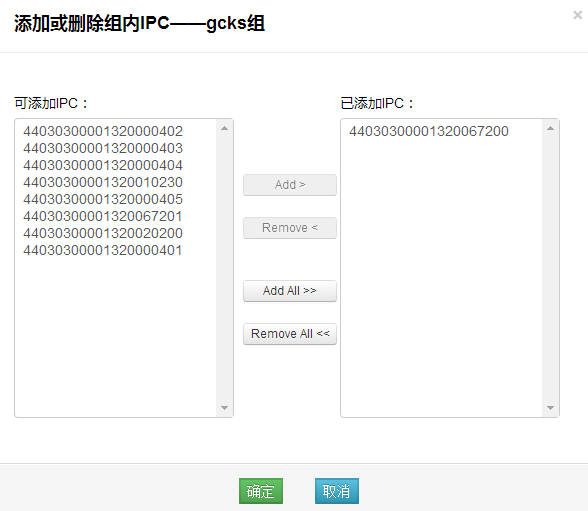 添加或删除组内IPC——gcks组
×
可添加IPC：
44030300001320000402
44030300001320000403
44030300001320000404
44030300001320010230
44030300001320000405
44030300001320067201
44030300001320020200
44030300001320000401
Add >
Remove <
Add All >>
Remove All <<
已添加IPC：
44030300001320067200
确定
取消